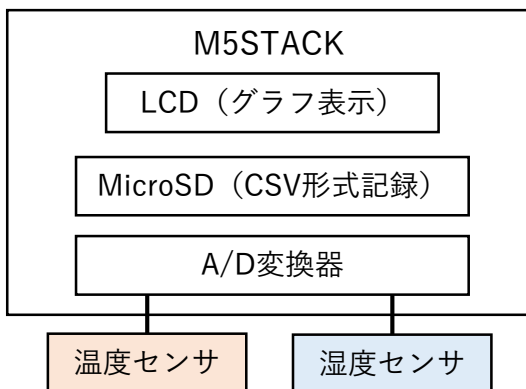 M5STACK
LCD（グラフ表示）
MicroSD（CSV形式記録）
A/D変換器
温度センサ
湿度センサ